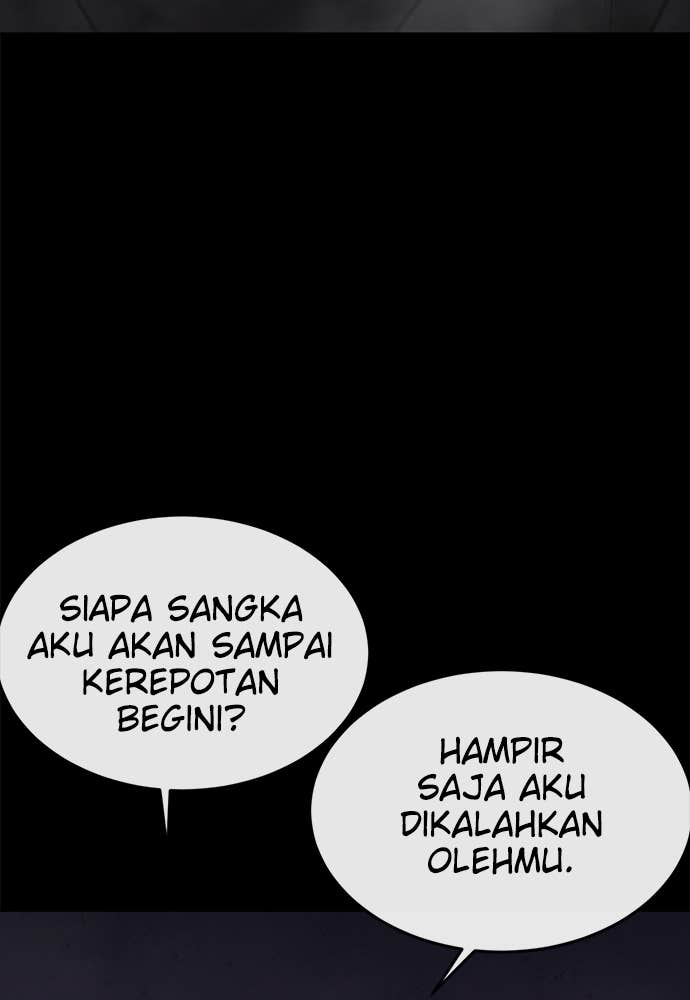 SIAPA SANGKA
AKU AKAN SAMPAI
KEREPOTAN
BEGINI?
HAMPIR
SAJA AKU
DIKALAHKAN
OLEHMU.